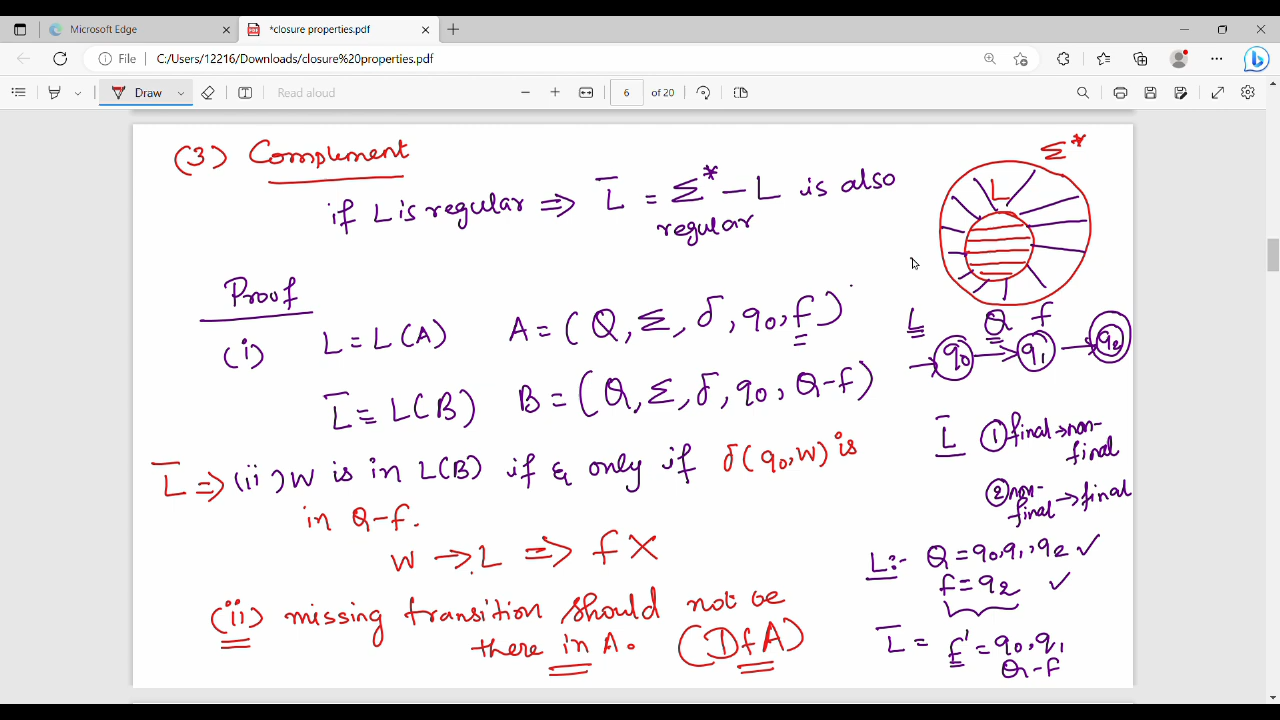 Microsoft Edge
*closure properties.pdf
File
C:/Users/12216/Downloads/closure%20properties.pdf
Draw
Read aloud
6
of 20
(3) Complement
if L is regular ⇒ L̅ = Σ* − L is also
regular
Σ*
L
Proof
(i) L = L(A) A = (Q, Σ, δ, q0, f)
L̅ = L(B) B = (Q, Σ, δ, q0, Q-f)
L Q f
→ q0 → q1 → q2
L̅ ① final → non-
final
② non-
final → final
L̅ ⇒ (ii) W is in L(B) if & only if δ(q0, W) is
in Q-f.
W → L ⇒ f X
L:- Q = q0, q1, q2 ✓
f = q2 ✓
L̅ = f' = q0, q1
Q-f
(ii) missing transition should not be
there in A. (DfA)